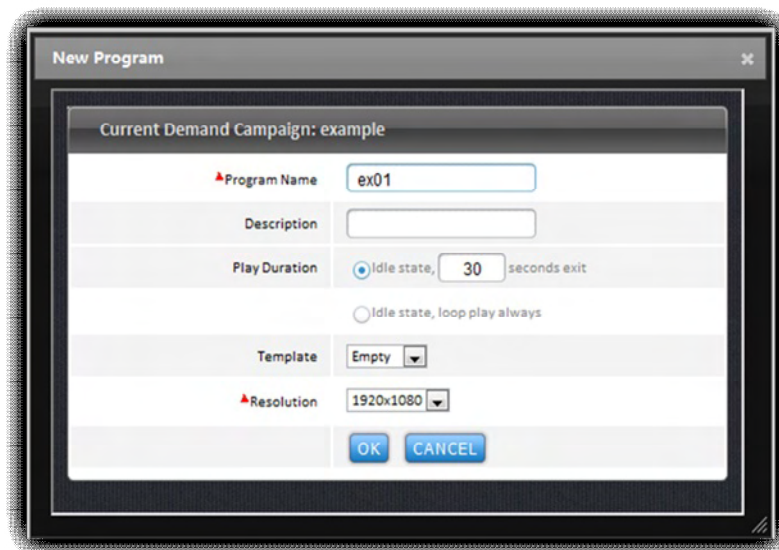 New Program
Current Demand Campaign: example
Program Name ex01
Description
Play Duration Idle state, 30 seconds exit
Idle state, loop play always
Template Empty
Resolution 1920x1080
OK CANCEL